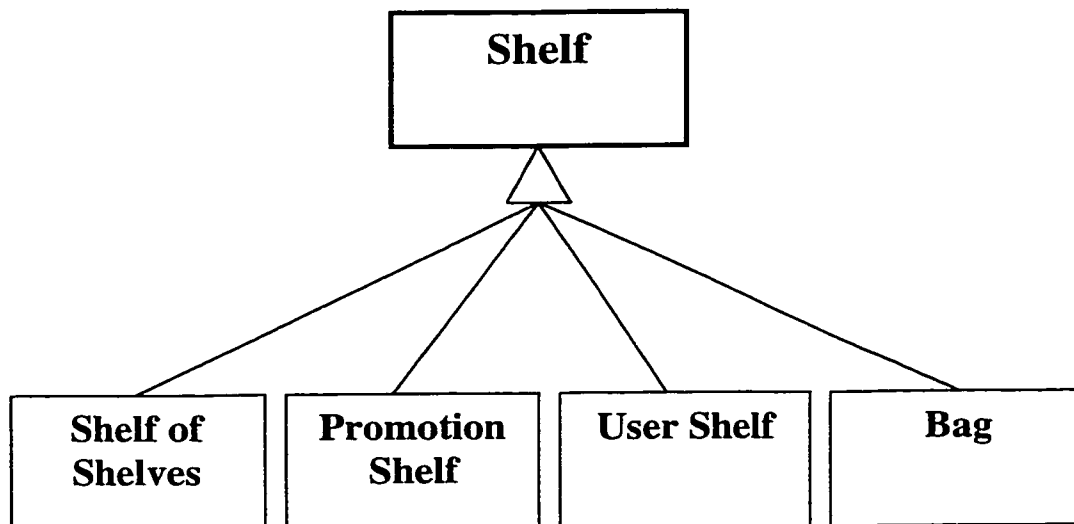 Shelf
Shelf of
Shelves
Promotion
Shelf
User Shelf
Bag